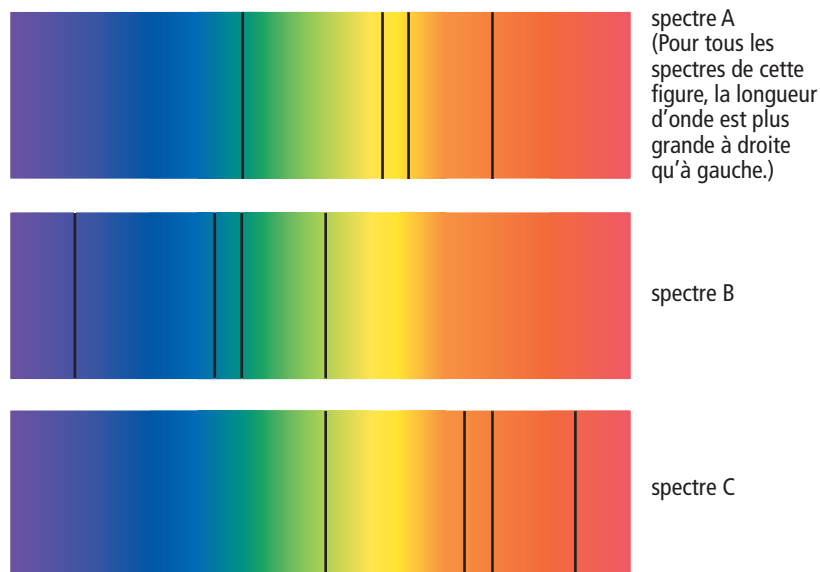 spectre A
(Pour tous les
spectres de cette
figure, la longueur
d’onde est plus
grande à droite
qu’à gauche.)
spectre B
spectre C